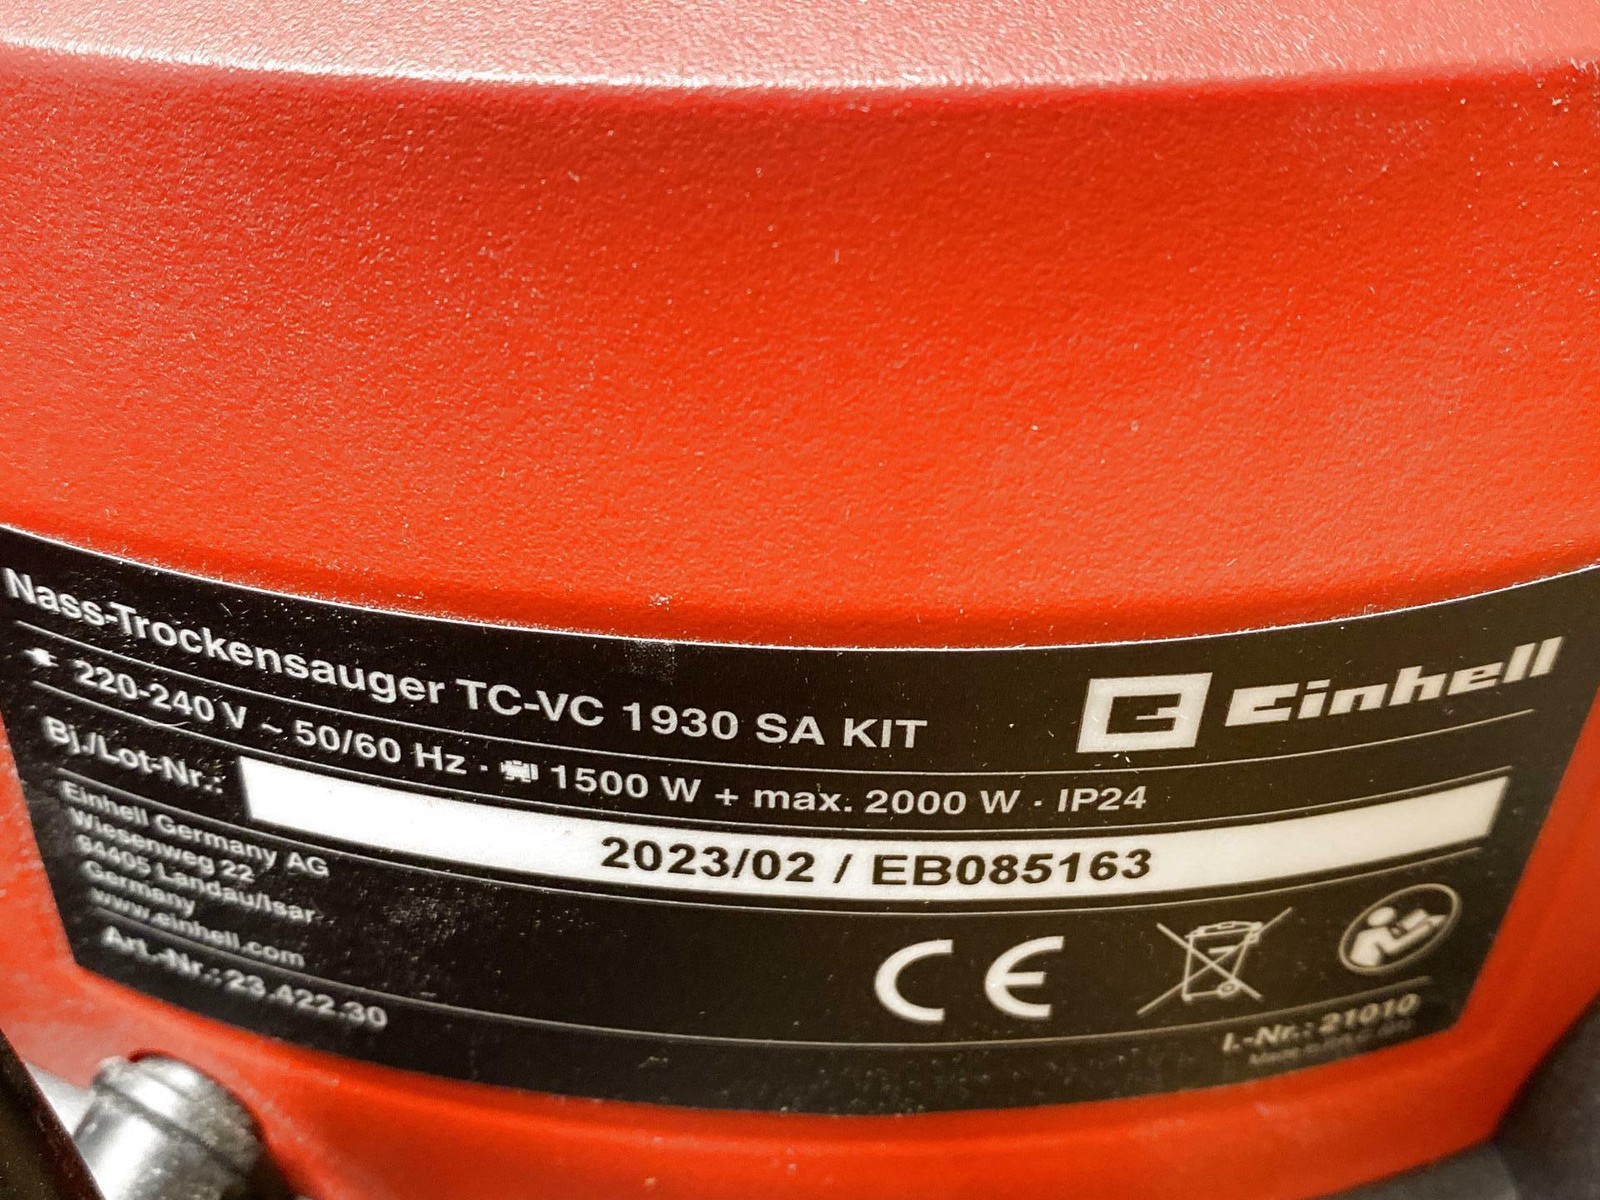 Nass-Trockensauger TC-VC 1930 SA KIT
Einhell
220-240 V ~ 50/60 Hz · 1500 W + max. 2000 W · IP24
Bj./Lot-Nr.:
2023/02 / EB085163
Einhell Germany AG
Wiesenweg 22
94405 Landau/Isar
Germany
www.einhell.com
Art.-Nr.: 23.A22.30
CE
I.-Nr.: 21010